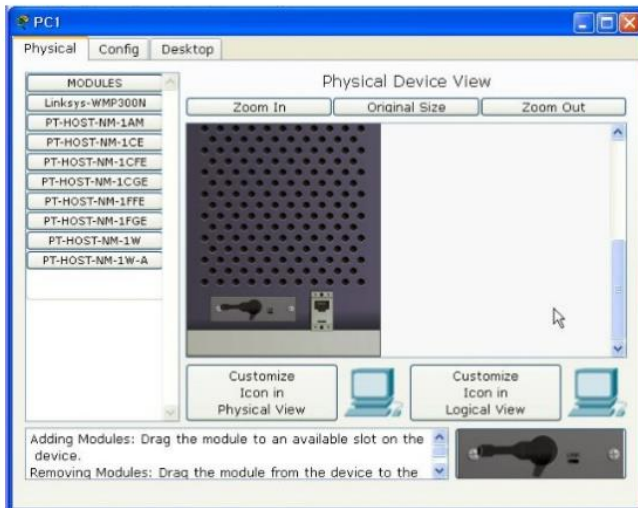 PC1
Physical Config Desktop
MODULES
Linksys-WMP300N
PT-HOST-NM-1AM
PT-HOST-NM-1CE
PT-HOST-NM-1CFE
PT-HOST-NM-1CGE
PT-HOST-NM-1FFE
PT-HOST-NM-1FGE
PT-HOST-NM-1W
PT-HOST-NM-1W-A
Physical Device View
Zoom In Original Size Zoom Out
Customize
Icon in
Physical View
Customize
Icon in
Logical View
Adding Modules: Drag the module to an available slot on the
device.
Removing Modules: Drag the module from the device to the